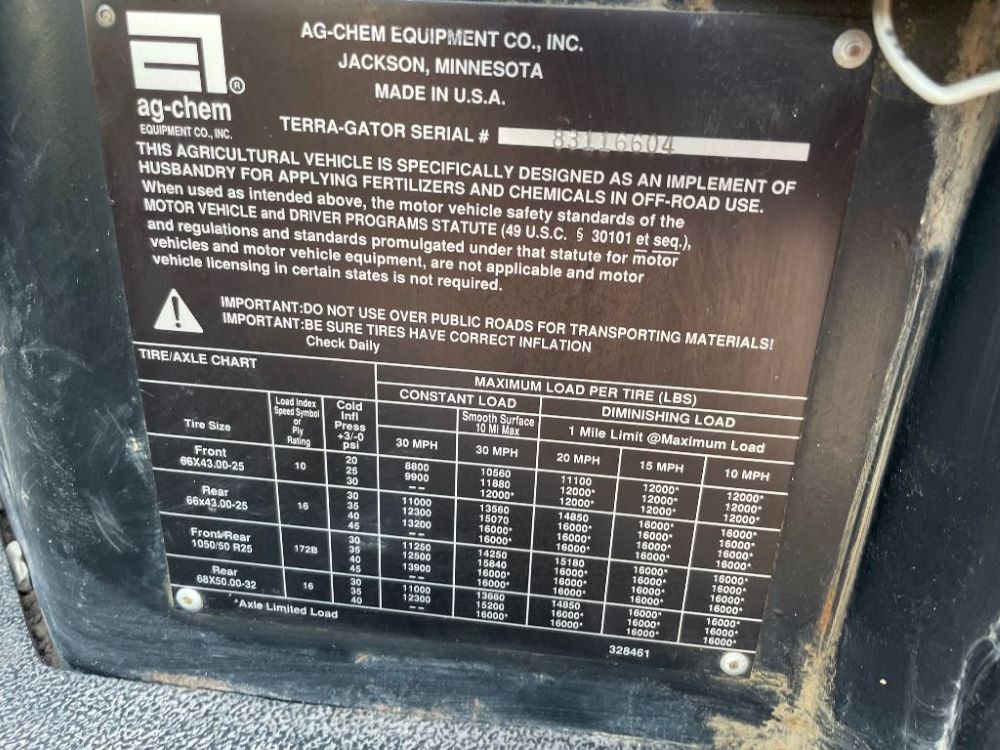 AG-CHEM EQUIPMENT CO., INC.
JACKSON, MINNESOTA
MADE IN U.S.A.
®
ag-chem
EQUIPMENT CO., INC.
TERRA-GATOR SERIAL # 83116604
THIS AGRICULTURAL VEHICLE IS SPECIFICALLY DESIGNED AS AN IMPLEMENT OF
HUSBANDRY FOR APPLYING FERTILIZERS AND CHEMICALS IN OFF-ROAD USE.
When used as intended above, the motor vehicle safety standards of the
MOTOR VEHICLE and DRIVER PROGRAMS STATUTE (49 U.S.C. § 30101 et seq.),
and regulations and standards promulgated under that statute for motor
vehicles and motor vehicle equipment, are not applicable and motor
vehicle licensing in certain states is not required.
IMPORTANT:DO NOT USE OVER PUBLIC ROADS FOR TRANSPORTING MATERIALS!
IMPORTANT:BE SURE TIRES HAVE CORRECT INFLATION
Check Daily
TIRE/AXLE CHART
MAXIMUM LOAD PER TIRE (LBS)
CONSTANT LOAD
DIMINISHING LOAD
Tire Size
Load Index
Speed Symbol
or
Ply
Rating
Cold
Infl
Press
+3/-0
psi
Smooth Surface
10 Mi Max
1 Mile Limit @Maximum Load
30 MPH 30 MPH 20 MPH 15 MPH 10 MPH
Front
66X43.00-25
10
20 8800 10560 11100 12000* 12000*
25 9900 11880 12000* 12000* 12000*
30 -- 12000* 12000* 12000* 12000*
Rear
66x43.00-25
16
30 11000 13560 14850 16000* 16000*
35 12300 15070 16000* 16000* 16000*
40 13200 16000* 16000* 16000* 16000*
45 -- 16000* 16000* 16000* 16000*
Front/Rear
1050/50 R25
172B
30 11250 14250 15180 16000* 16000*
35 12500 15840 16000* 16000* 16000*
40 13900 16000* 16000* 16000* 16000*
45 -- 16000* 16000* 16000* 16000*
Rear
68X50.00-32
16
30 11000 13660 14850 16000* 16000*
35 12300 15200 16000* 16000* 16000*
40 -- 16000* 16000* 16000* 16000*
*Axle Limited Load
328461